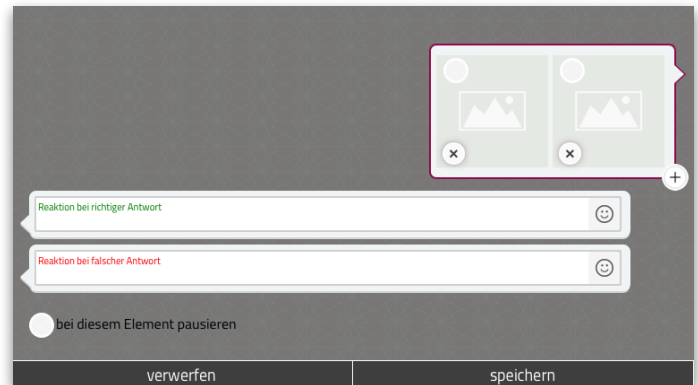 Reaktion bei richtiger Antwort
Reaktion bei falscher Antwort
bei diesem Element pausieren
verwerfen
speichern